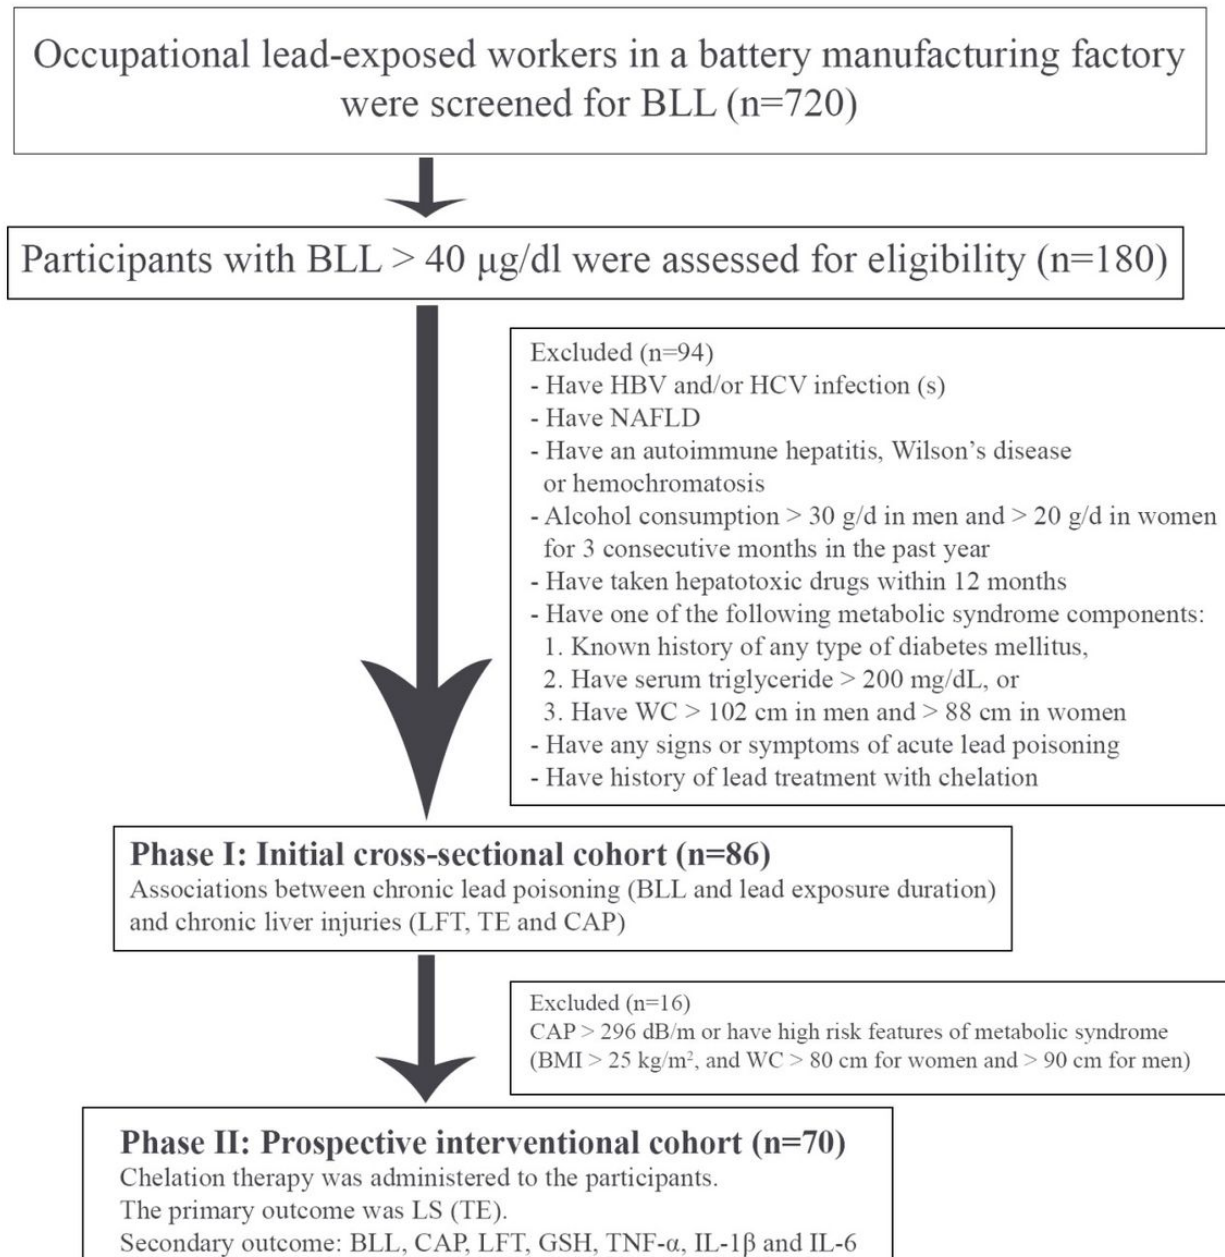 Occupational lead-exposed workers in a battery manufacturing factory
were screened for BLL (n=720)
Participants with BLL > 40 μg/dl were assessed for eligibility (n=180)
Excluded (n=94)
- Have HBV and/or HCV infection (s)
- Have NAFLD
- Have an autoimmune hepatitis, Wilson’s disease
or hemochromatosis
- Alcohol consumption > 30 g/d in men and > 20 g/d in women
for 3 consecutive months in the past year
- Have taken hepatotoxic drugs within 12 months
- Have one of the following metabolic syndrome components:
1. Known history of any type of diabetes mellitus,
2. Have serum triglyceride > 200 mg/dL, or
3. Have WC > 102 cm in men and > 88 cm in women
- Have any signs or symptoms of acute lead poisoning
- Have history of lead treatment with chelation
Phase I: Initial cross-sectional cohort (n=86)
Associations between chronic lead poisoning (BLL and lead exposure duration)
and chronic liver injuries (LFT, TE and CAP)
Excluded (n=16)
CAP > 296 dB/m or have high risk features of metabolic syndrome
(BMI > 25 kg/m², and WC > 80 cm for women and > 90 cm for men)
Phase II: Prospective interventional cohort (n=70)
Chelation therapy was administered to the participants.
The primary outcome was LS (TE).
Secondary outcome: BLL, CAP, LFT, GSH, TNF-α, IL-1β and IL-6